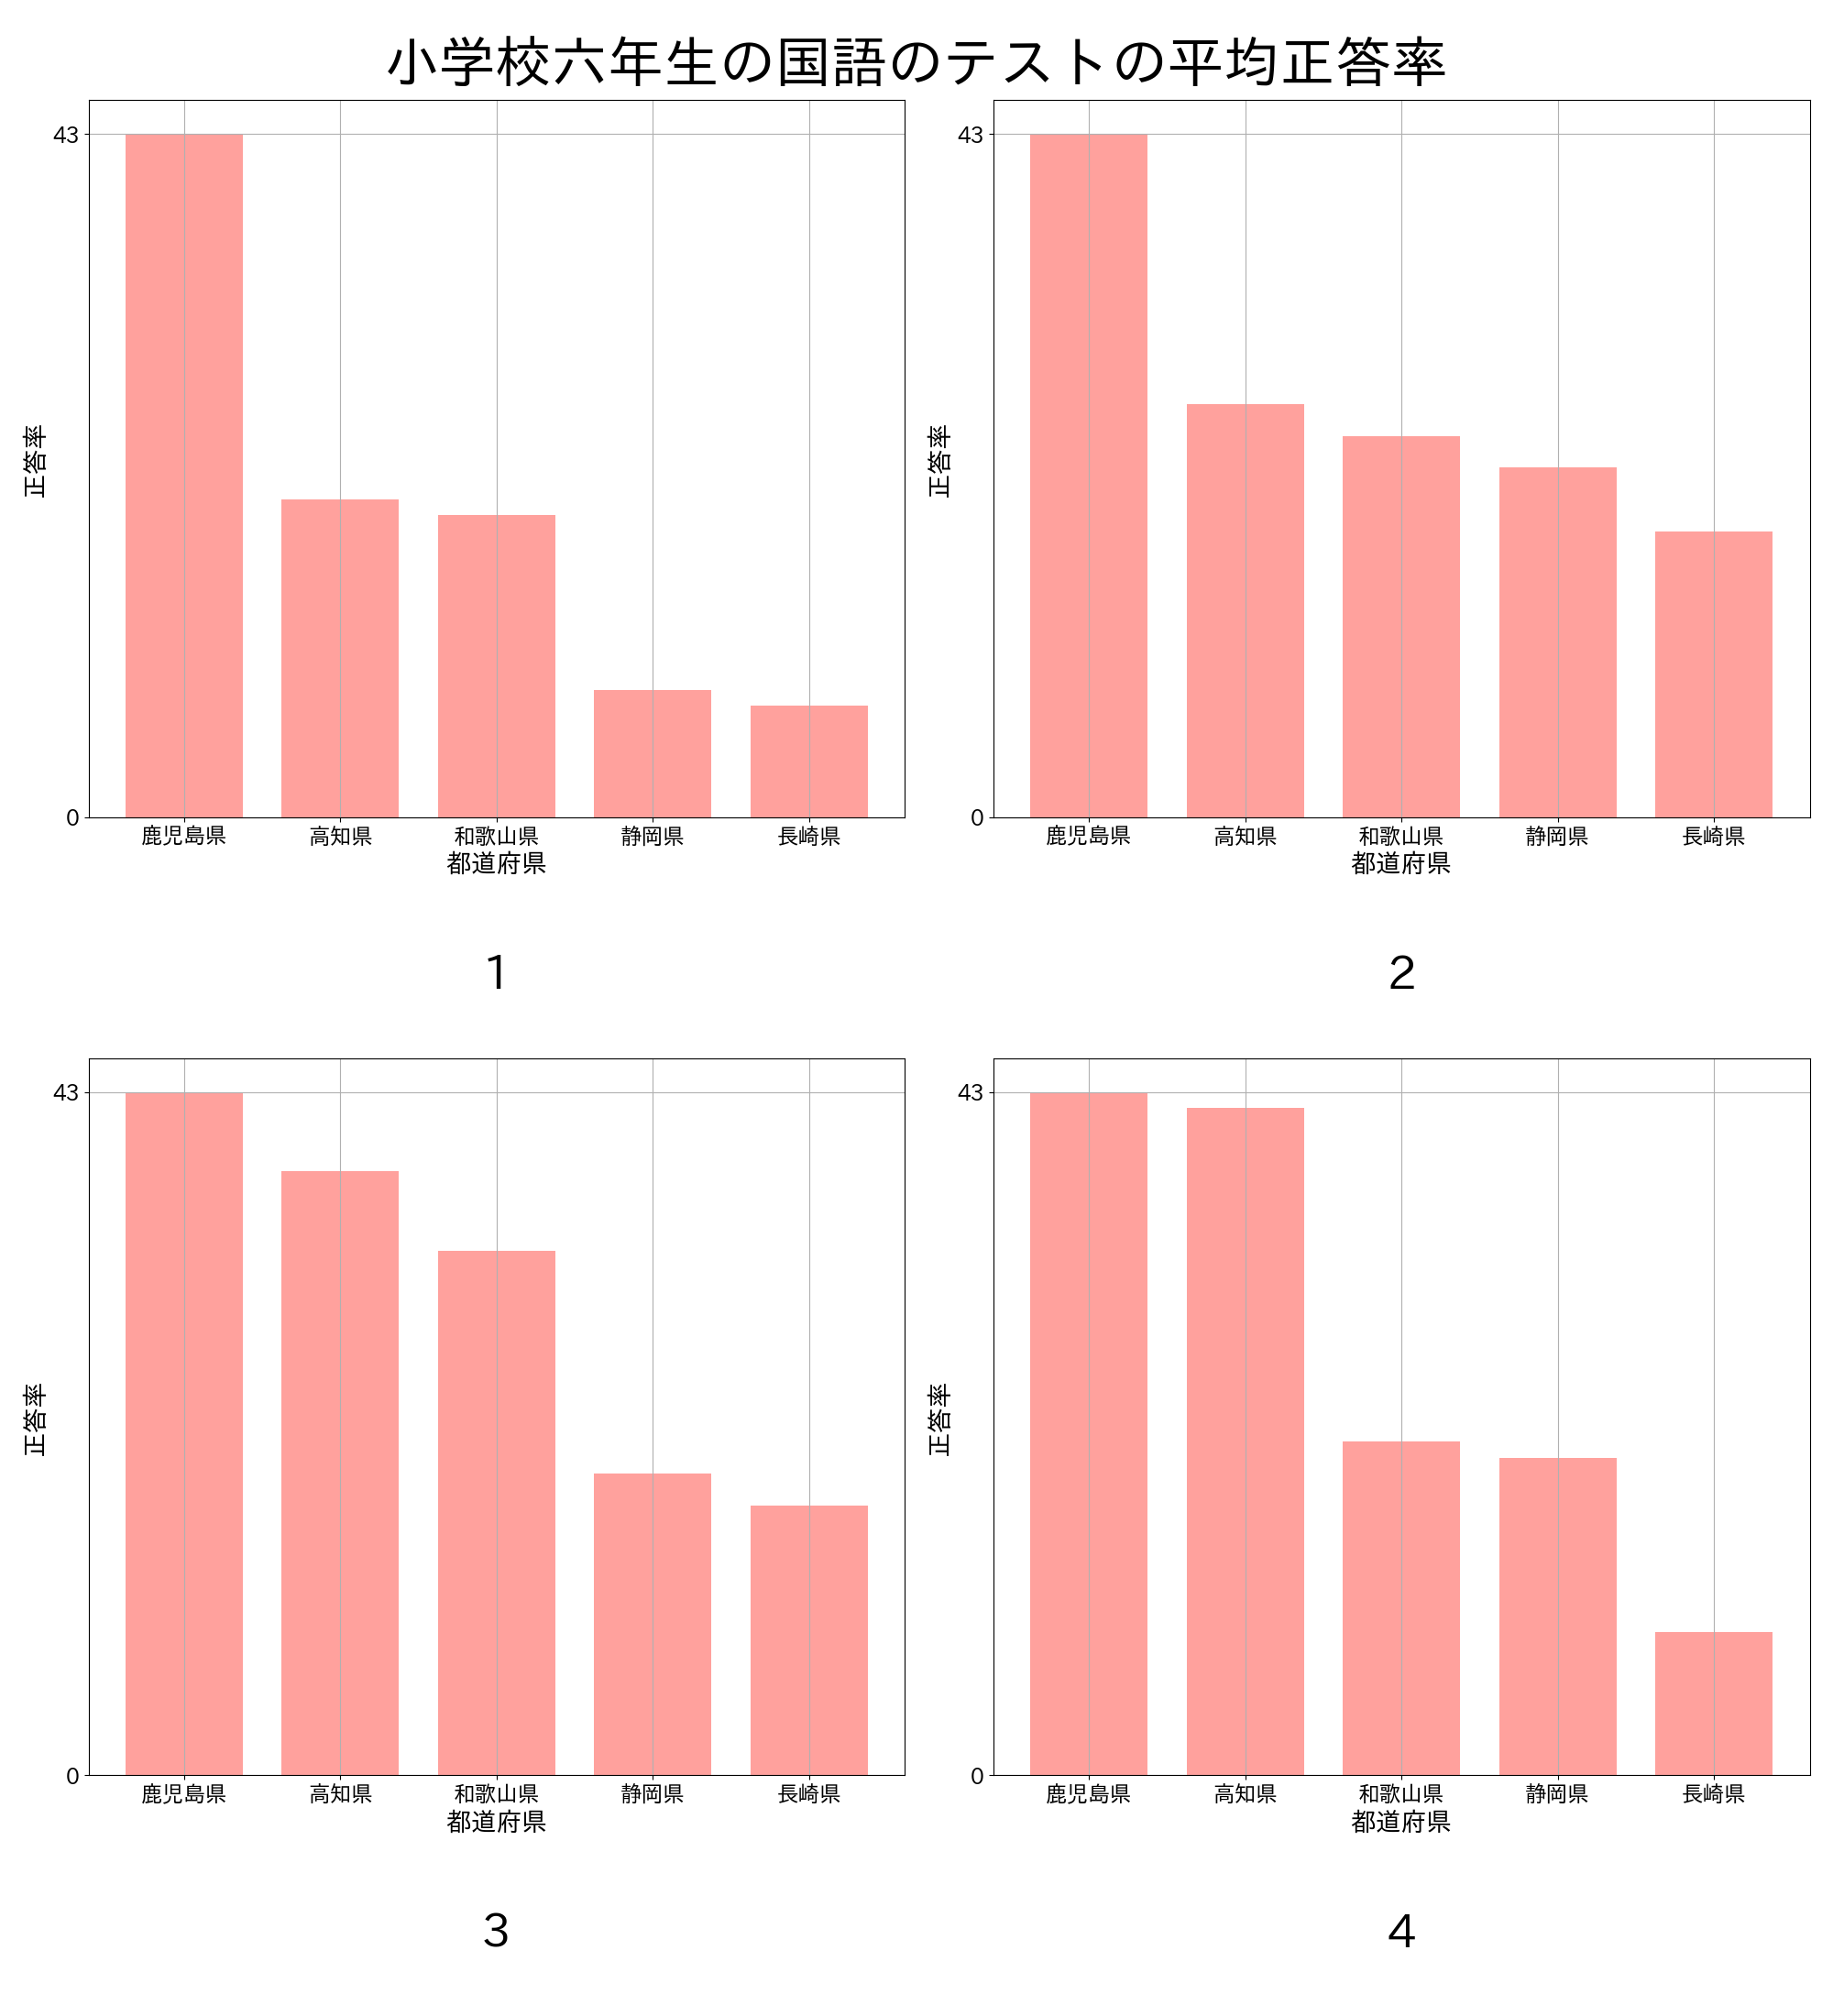 小学校六年生の国語のテストの平均正答率
43
0
正答率
鹿児島県 高知県 和歌山県 静岡県 長崎県
都道府県
1
43
0
正答率
鹿児島県 高知県 和歌山県 静岡県 長崎県
都道府県
2
43
0
正答率
鹿児島県 高知県 和歌山県 静岡県 長崎県
都道府県
3
43
0
正答率
鹿児島県 高知県 和歌山県 静岡県 長崎県
都道府県
4